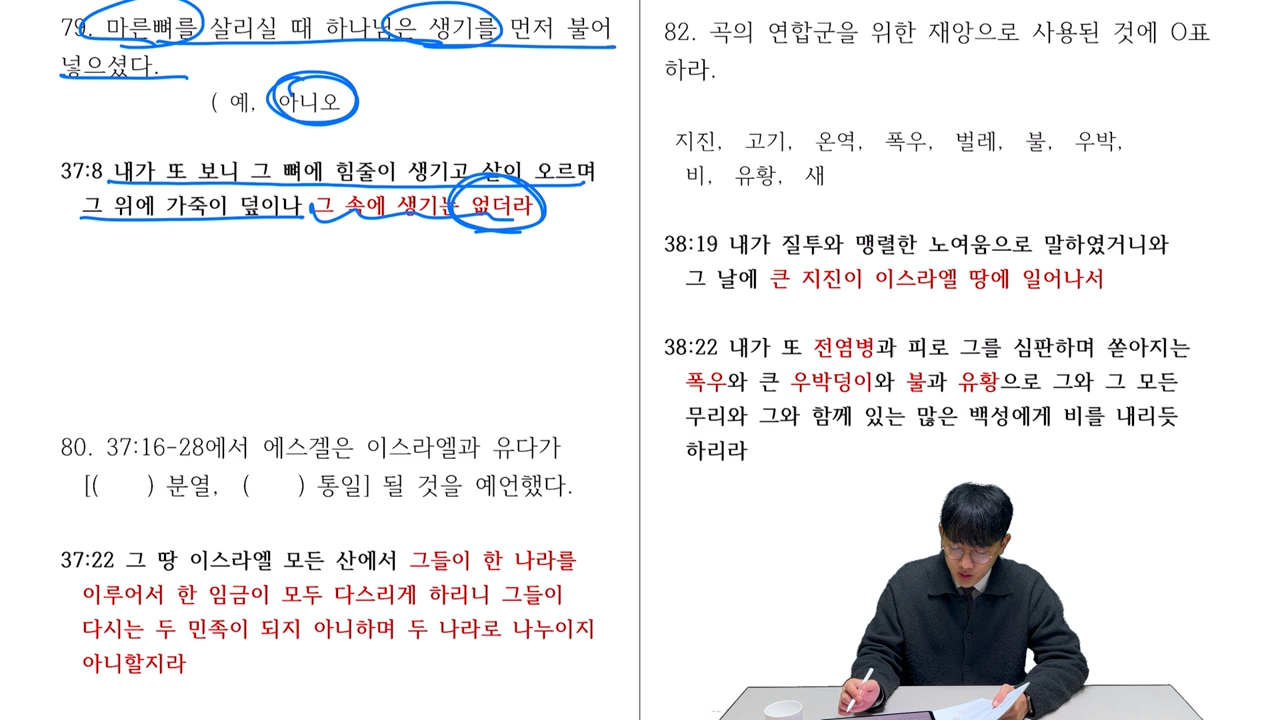 79. 마른뼈를 살리실 때 하나님은 생기를 먼저 불어
넣으셨다.
( 예, 아니오
37:8 내가 또 보니 그 뼈에 힘줄이 생기고 살이 오르며
그 위에 가죽이 덮이나 그 속에 생기는 없더라
80. 37:16-28에서 에스겔은 이스라엘과 유다가
[( ) 분열, ( ) 통일] 될 것을 예언했다.
37:22 그 땅 이스라엘 모든 산에서 그들이 한 나라를
이루어서 한 임금이 모두 다스리게 하리니 그들이
다시는 두 민족이 되지 아니하며 두 나라로 나누이지
아니할지라
82. 곡의 연합군을 위한 재앙으로 사용된 것에 O표
하라.
지진, 고기, 온역, 폭우, 벌레, 불, 우박,
비, 유황, 새
38:19 내가 질투와 맹렬한 노여움으로 말하였거니와
그 날에 큰 지진이 이스라엘 땅에 일어나서
38:22 내가 또 전염병과 피로 그를 심판하며 쏟아지는
폭우와 큰 우박덩이와 불과 유황으로 그와 그 모든
무리와 그와 함께 있는 많은 백성에게 비를 내리듯
하리라